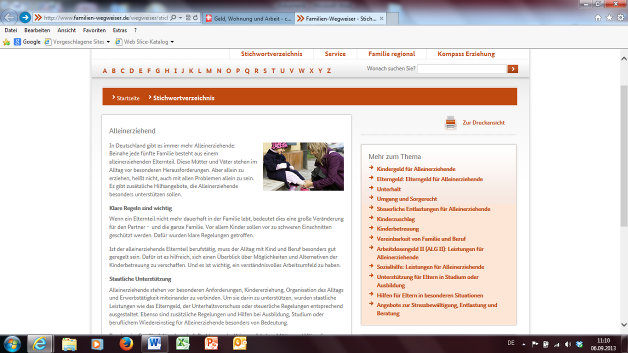 http://www.familien-wegweiser.de/wegweiser/stich
Geld, Wohnung und Arbeit - s...
Familien-Wegweiser - Stich...
Datei Bearbeiten Ansicht Favoriten Extras ?
Google Vorgeschlagene Sites Web Slice-Katalog
Stichwortverzeichnis Service Familie regional Kompass Erziehung
A B C D E F G H I J K L M N O P Q R S T U V W X Y Z
Wonach suchen Sie?
Startseite Stichwortverzeichnis
Zur Druckansicht
Alleinerziehend
In Deutschland gibt es immer mehr Alleinerziehende.
Beinahe jede fünfte Familie besteht aus einem
alleinerziehenden Elternteil. Diese Mütter und Väter stehen im
Alltag vor besonderen Herausforderungen. Aber allein zu
erziehen, heißt nicht, auch mit allen Problemen allein zu sein.
Es gibt zusätzliche Hilfsangebote, die Alleinerziehende
besonders unterstützen sollen.
Klare Regeln sind wichtig
Wenn ein Elternteil nicht mehr dauerhaft in der Familie lebt, bedeutet dies eine große Veränderung
für den Partner – und die ganze Familie. Vor allem Kinder sollen vor zu schweren Einschnitten
geschützt werden. Dafür wurden klare Regelungen getroffen.
Ist der alleinerziehende Elternteil berufstätig, muss der Alltag mit Kind und Beruf besonders gut
geregelt sein. Dafür ist es hilfreich, sich einen Überblick über Möglichkeiten und Alternativen der
Kinderbetreuung zu verschaffen. Und es ist wichtig, ein verständnisvolles Arbeitsumfeld zu haben.
Staatliche Unterstützung
Alleinerziehende stehen vor besonderen Anforderungen, Kindererziehung, Organisation des Alltags
und Erwerbstätigkeit miteinander zu verbinden. Um sie darin zu unterstützen, wurden staatliche
Leistungen wie das Elterngeld, der Unterhaltsvorschuss oder steuerliche Regelungen entsprechend
ausgestaltet. Ebenso sind zusätzliche Regelungen und Hilfen bei Ausbildung, Studium oder
beruflichem Wiedereinstieg für Alleinerziehende besonders von Bedeutung.
Mehr zum Thema
Kindergeld für Alleinerziehende
Elterngeld: Elterngeld für Alleinerziehende
Unterhalt
Umgang und Sorgerecht
Steuerliche Entlastungen für Alleinerziehende
Kinderzuschlag
Kinderbetreuung
Vereinbarkeit von Familie und Beruf
Arbeitslosengeld II (ALG II): Leistungen für
Alleinerziehende
Sozialhilfe: Leistungen für Alleinerziehende
Unterstützung für Eltern in Studium oder
Ausbildung
Hilfen für Eltern in besonderen Situationen
Angebote zur Stressbewältigung, Entlastung und
Beratung
DE
11:10
06.09.2013